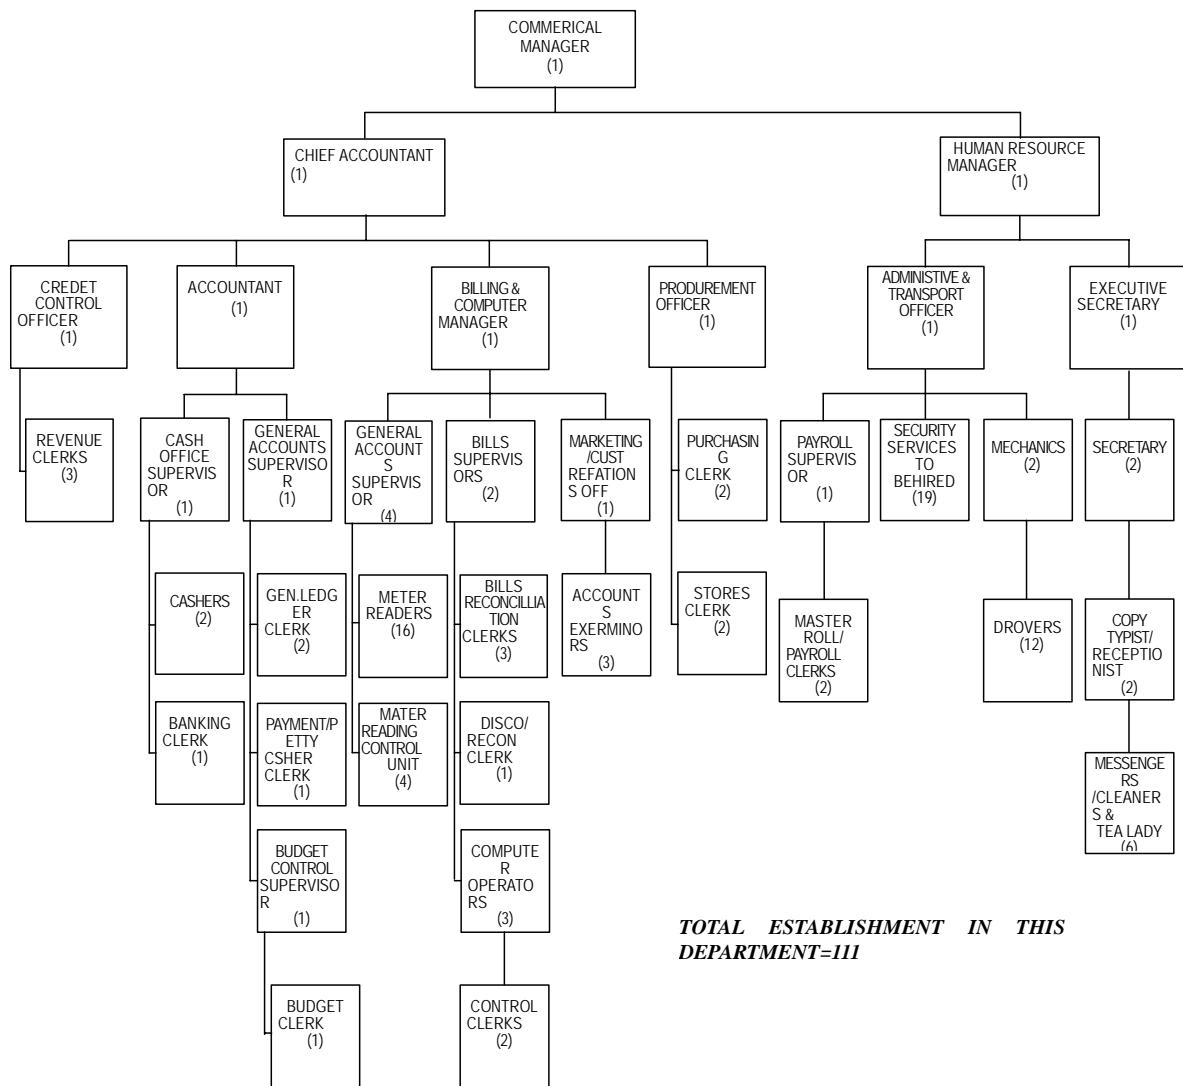 COMMERICAL
MANAGER
(1)
CHIEF ACCOUNTANT
(1)
HUMAN RESOURCE
MANAGER
(1)
CREDET
CONTROL
OFFICER
(1)
ACCOUNTANT
(1)
BILLING &
COMPUTER
MANAGER
(1)
PRODUREMENT
OFFICER
(1)
ADMINISTIVE &
TRANSPORT
OFFICER
(1)
EXECUTIVE
SECRETARY
(1)
REVENUE
CLERKS
(3)
CASH
OFFICE
SUPERVIS
OR
(1)
GENERAL
ACCOUNTS
SUPERVISO
R
(1)
GENERAL
ACCOUNT
S
SUPERVIS
OR
(4)
BILLS
SUPERVIS
ORS
(2)
MARKETING
/CUST
REFATION
S OFF
(1)
PURCHASIN
G
CLERK
(2)
PAYROLL
SUPERVIS
OR
(1)
SECURITY
SERVICES
TO
BEHIRED
(19)
MECHANICS
(2)
SECRETARY
(2)
CASHERS
(2)
GEN.LEDG
ER
CLERK
(2)
METER
READERS
(16)
BILLS
RECONCILLIA
TION
CLERKS
(3)
ACCOUNT
S
EXERMINO
RS
(3)
STORES
CLERK
(2)
MASTER
ROLL/
PAYROLL
CLERKS
(2)
DROVERS
(12)
COPY
TYPIST/
RECEPTIO
NIST
(2)
BANKING
CLERK
(1)
PAYMENT/P
ETTY
CSHER
CLERK
(1)
MATER
READING
CONTROL
UNIT
(4)
DISCO/
RECON
CLERK
(1)
MESSENGE
RS
/CLEANER
S &
TEA LADY
(6)
BUDGET
CONTROL
SUPERVISO
R
(1)
COMPUTE
R
OPERATO
RS
(3)
TOTAL ESTABLISHMENT IN THIS
DEPARTMENT=111
BUDGET
CLERK
(1)
CONTROL
CLERKS
(2)